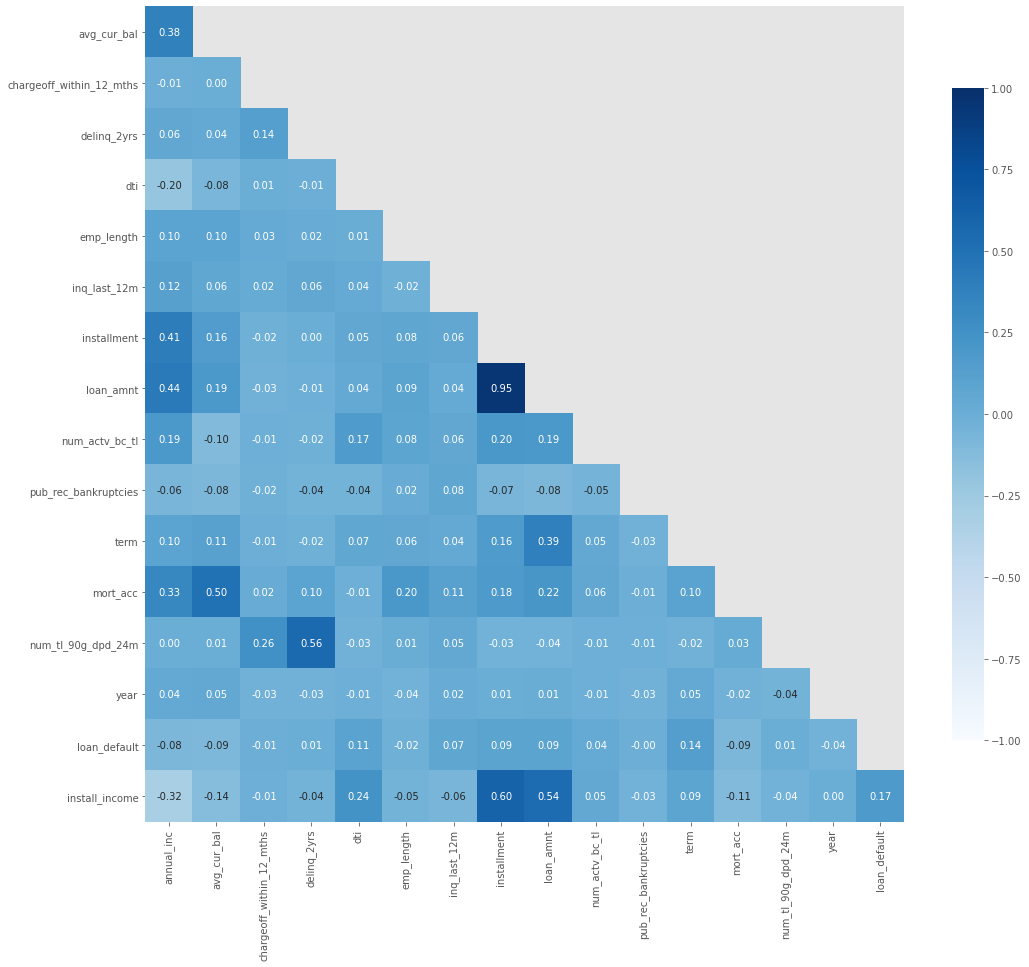 avg_cur_bal 0.38
chargeoff_within_12_mths -0.01 0.00
delinq_2yrs 0.06 0.04 0.14
dti -0.20 -0.08 0.01 -0.01
emp_length 0.10 0.10 0.03 0.02 0.01
inq_last_12m 0.12 0.06 0.02 0.06 0.04 -0.02
installment 0.41 0.16 -0.02 0.00 0.05 0.08 0.06
loan_amnt 0.44 0.19 -0.03 -0.01 0.04 0.09 0.04 0.95
num_actv_bc_tl 0.19 -0.10 -0.01 -0.02 0.17 0.08 0.06 0.20 0.19
pub_rec_bankruptcies -0.06 -0.08 -0.02 -0.04 -0.04 0.02 0.08 -0.07 -0.08 -0.05
term 0.10 0.11 -0.01 -0.02 0.07 0.06 0.04 0.16 0.39 0.05 -0.03
mort_acc 0.33 0.50 0.02 0.10 -0.01 0.20 0.11 0.18 0.22 0.06 -0.01 0.10
num_tl_90g_dpd_24m 0.00 0.01 0.26 0.56 -0.03 0.01 0.05 -0.03 -0.04 -0.01 -0.01 -0.02 0.03
year 0.04 0.05 -0.03 -0.03 -0.01 -0.04 0.02 0.01 0.01 -0.01 -0.03 0.05 -0.02 -0.04
loan_default -0.08 -0.09 -0.01 0.01 0.11 -0.02 0.07 0.09 0.09 0.04 -0.00 0.14 -0.09 0.01 -0.04
install_income -0.32 -0.14 -0.01 -0.04 0.24 -0.05 -0.06 0.60 0.54 0.05 -0.03 0.09 -0.11 -0.04 0.00 0.17
annual_inc
avg_cur_bal
chargeoff_within_12_mths
delinq_2yrs
dti
emp_length
inq_last_12m
installment
loan_amnt
num_actv_bc_tl
pub_rec_bankruptcies
term
mort_acc
num_tl_90g_dpd_24m
year
loan_default
1.00
0.75
0.50
0.25
0.00
−0.25
−0.50
−0.75
−1.00